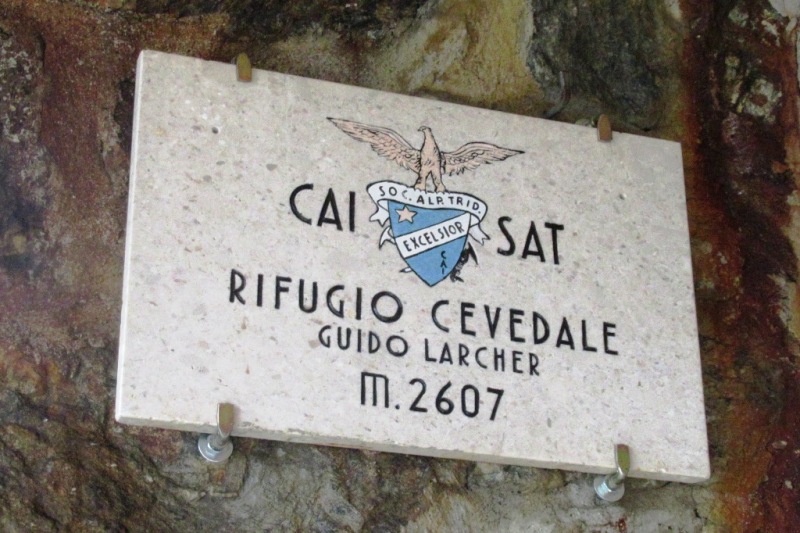 SOC. ALP. TRID.
CAI SAT
EXCELSIOR
CAI
RIFUGIO CEVEDALE
GUIDO LARCHER
m. 2607